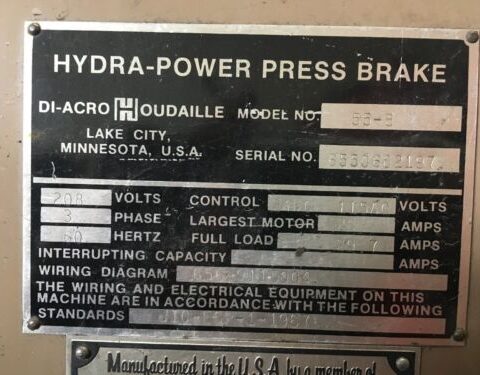 HYDRA-POWER PRESS BRAKE
DI-ACRO HOUDAILLE MODEL NO.
LAKE CITY,
MINNESOTA, U.S.A.
SERIAL NO.
208 VOLTS CONTROL VOLTS
3 PHASE LARGEST MOTOR AMPS
60 HERTZ FULL LOAD AMPS
INTERRUPTING CAPACITY AMPS
WIRING DIAGRAM
THE WIRING AND ELECTRICAL EQUIPMENT ON THIS
MACHINE ARE IN ACCORDANCE WITH THE FOLLOWING
STANDARDS
Manufactured in the U.S.A. by a member of